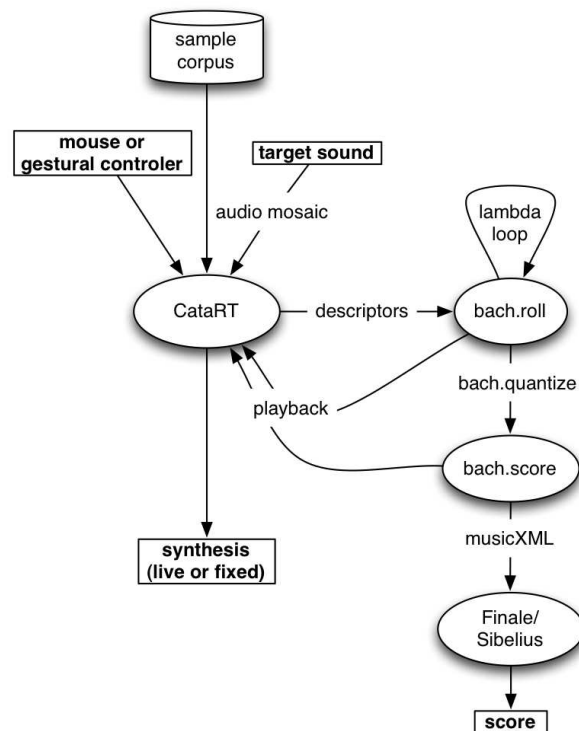 sample
corpus
mouse or
gestural controler
target sound
audio mosaic
lambda
loop
CataRT
descriptors
bach.roll
bach.quantize
playback
bach.score
synthesis
(live or fixed)
musicXML
Finale/
Sibelius
score